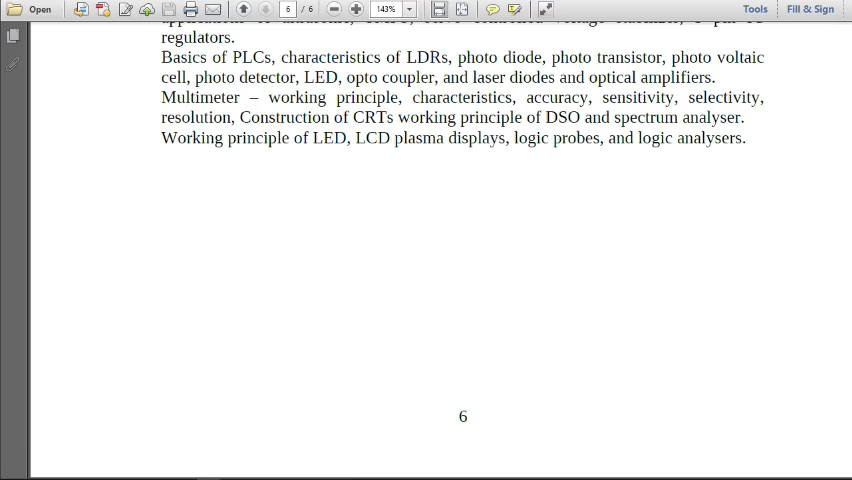 Open
6 / 6
143%
Tools
Fill & Sign
regulators.
Basics of PLCs, characteristics of LDRs, photo diode, photo transistor, photo voltaic
cell, photo detector, LED, opto coupler, and laser diodes and optical amplifiers.
Multimeter – working principle, characteristics, accuracy, sensitivity, selectivity,
resolution, Construction of CRTs working principle of DSO and spectrum analyser.
Working principle of LED, LCD plasma displays, logic probes, and logic analysers.
6